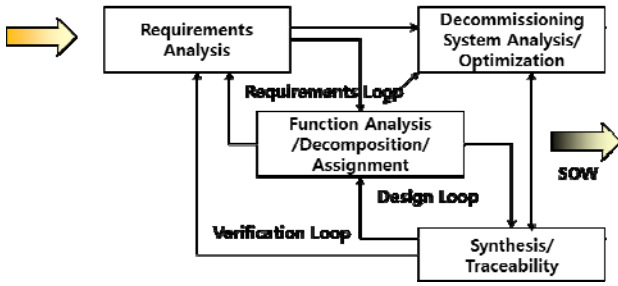 Requirements
Analysis
Decommissioning
System Analysis/
Optimization
Requirements Loop
Function Analysis
/Decomposition/
Assignment
SOW
Design Loop
Verification Loop
Synthesis/
Traceability